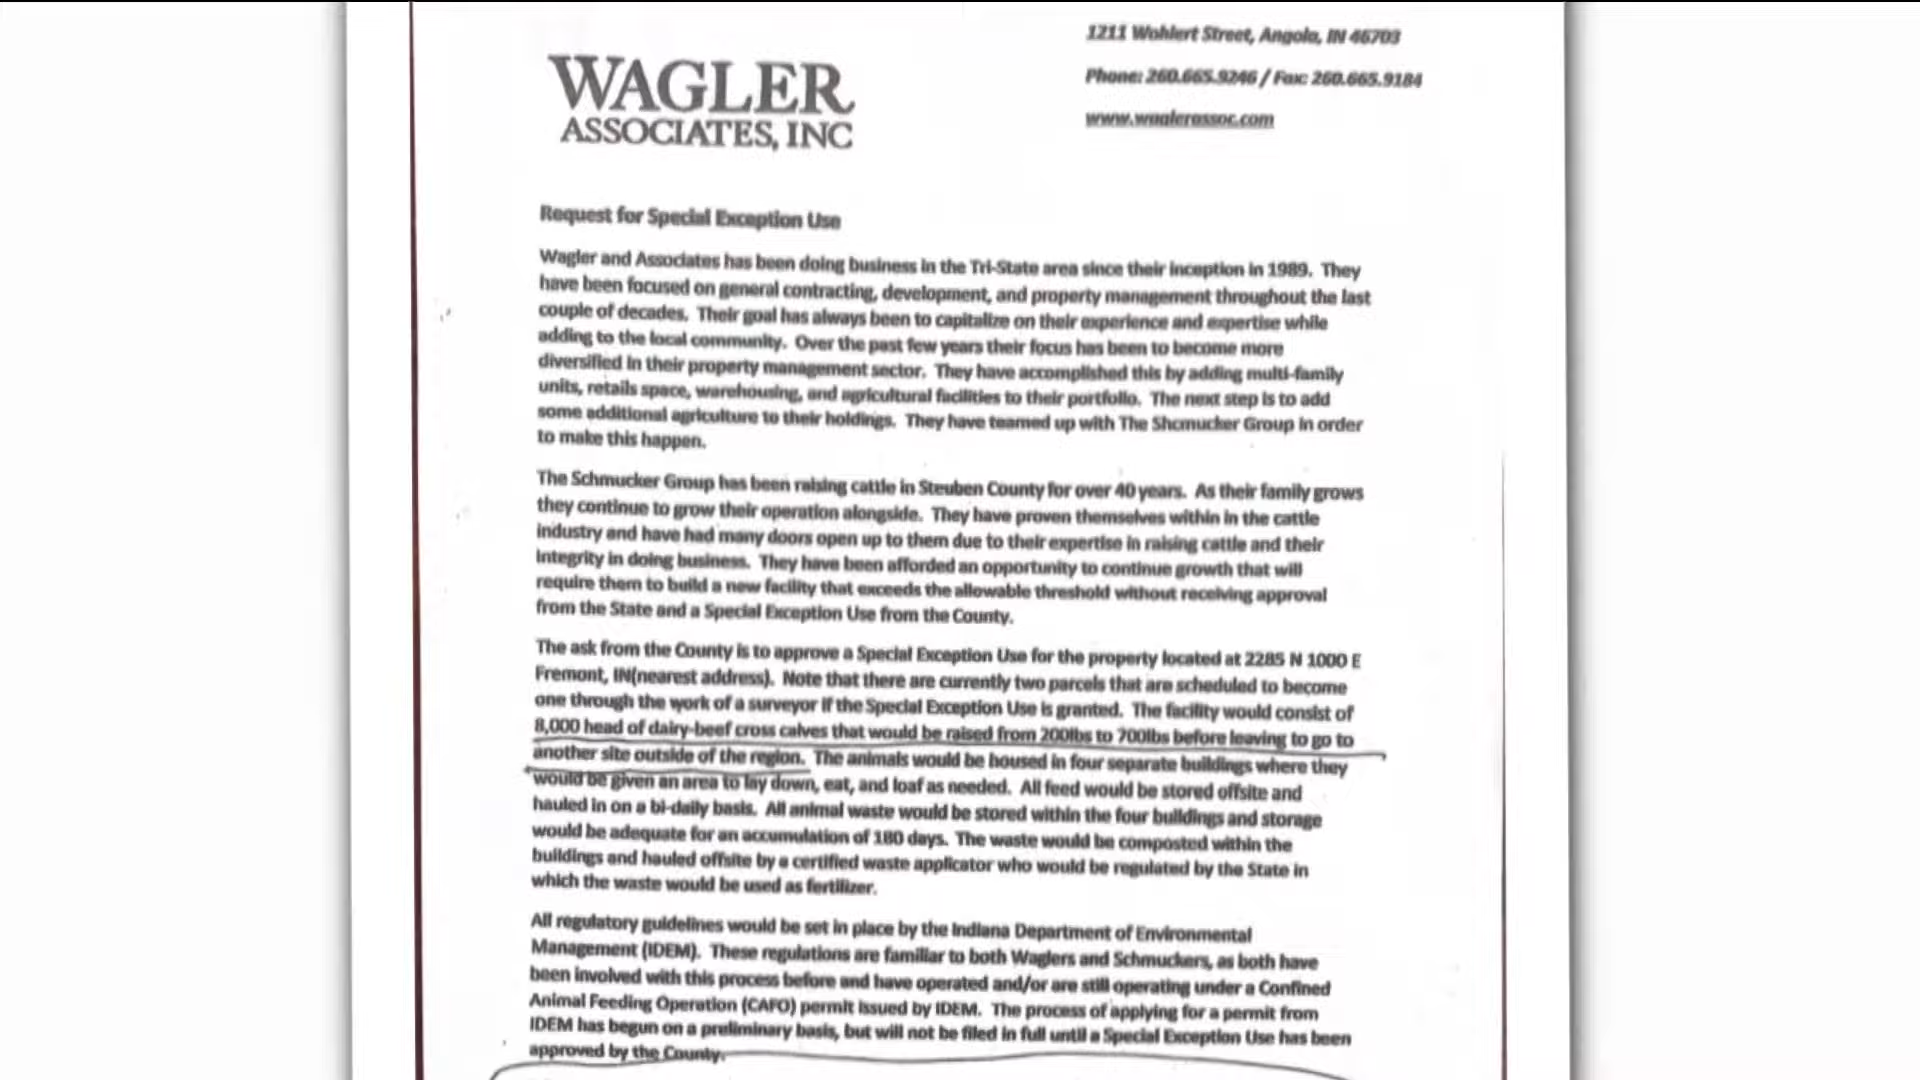 1211 Wohlert Street, Angola, IN 46703
WAGLER
ASSOCIATES, INC
Phone: 260.665.9246 / Fax: 260.665.9184
www.waglerassoc.com
Request for Special Exception Use
Wagler and Associates has been doing business in the Tri-State area since their inception in 1989. They
have been focused on general contracting, development, and property management throughout the last
couple of decades. Their goal has always been to capitalize on their experience and expertise while
adding to the local community. Over the past few years their focus has been to become more
diversified in their property management sector. They have accomplished this by adding multi-family
units, retails space, warehousing, and agricultural facilities to their portfolio. The next step is to add
some additional agriculture to their holdings. They have teamed up with The Shcmucker Group in order
to make this happen.
The Schmucker Group has been raising cattle in Steuben County for over 40 years. As their family grows
they continue to grow their operation alongside. They have proven themselves within in the cattle
industry and have had many doors open up to them due to their expertise in raising cattle and their
integrity in doing business. They have been afforded an opportunity to continue growth that will
require them to build a new facility that exceeds the allowable threshold without receiving approval
from the State and a Special Exception Use from the County.
The ask from the County is to approve a Special Exception Use for the property located at 2285 N 1000 E
Fremont, IN(nearest address). Note that there are currently two parcels that are scheduled to become
one through the work of a surveyor if the Special Exception Use is granted. The facility would consist of
8,000 head of dairy-beef cross calves that would be raised from 200lbs to 700lbs before leaving to go to
another site outside of the region. The animals would be housed in four separate buildings where they
would be given an area to lay down, eat, and loaf as needed. All feed would be stored offsite and
hauled in on a bi-daily basis. All animal waste would be stored within the four buildings and storage
would be adequate for an accumulation of 180 days. The waste would be composted within the
buildings and hauled offsite by a certified waste applicator who would be regulated by the State in
which the waste would be used as fertilizer.
All regulatory guidelines would be set in place by the Indiana Department of Environmental
Management (IDEM). These regulations are familiar to both Waglers and Schmuckers, as both have
been involved with this process before and have operated and/or are still operating under a Confined
Animal Feeding Operation (CAFO) permit issued by IDEM. The process of applying for a permit from
IDEM has begun on a preliminary basis, but will not be filed in full until a Special Exception Use has been
approved by the County.